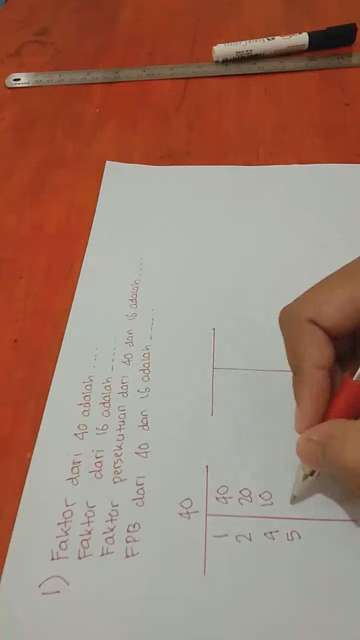 1) Faktor dari 40 adalah ....
Faktor dari 16 adalah ....
Faktor persekutuan dari 40 dan 16 adalah ....
FPB dari 40 dan 16 adalah ....
40
1 40
2 20
4 10
5